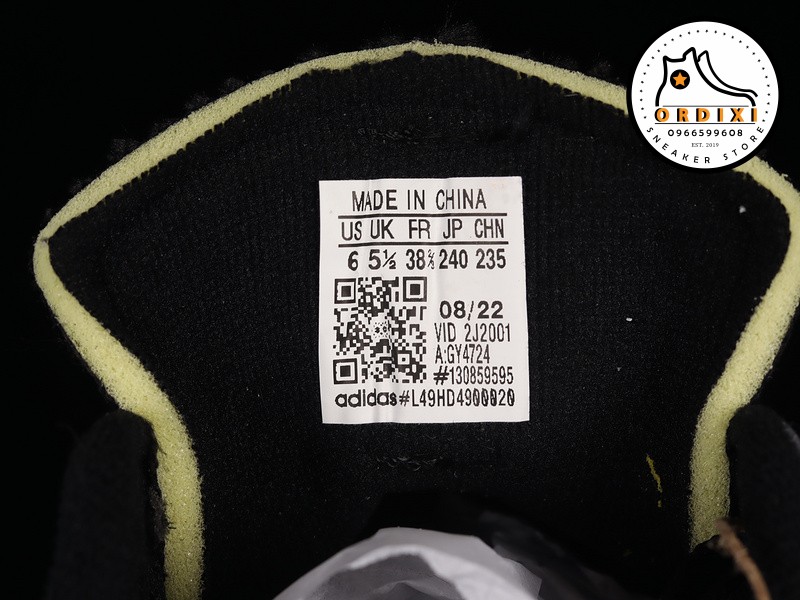 ORDIXI
0966599608
EST. 2019
SNEAKER STORE
MADE IN CHINA
US UK FR JP CHN
6 5½ 38⅔ 240 235
08/22
VID 2J2001
A:GY4724
#130859595
adidas#L49HD4900820